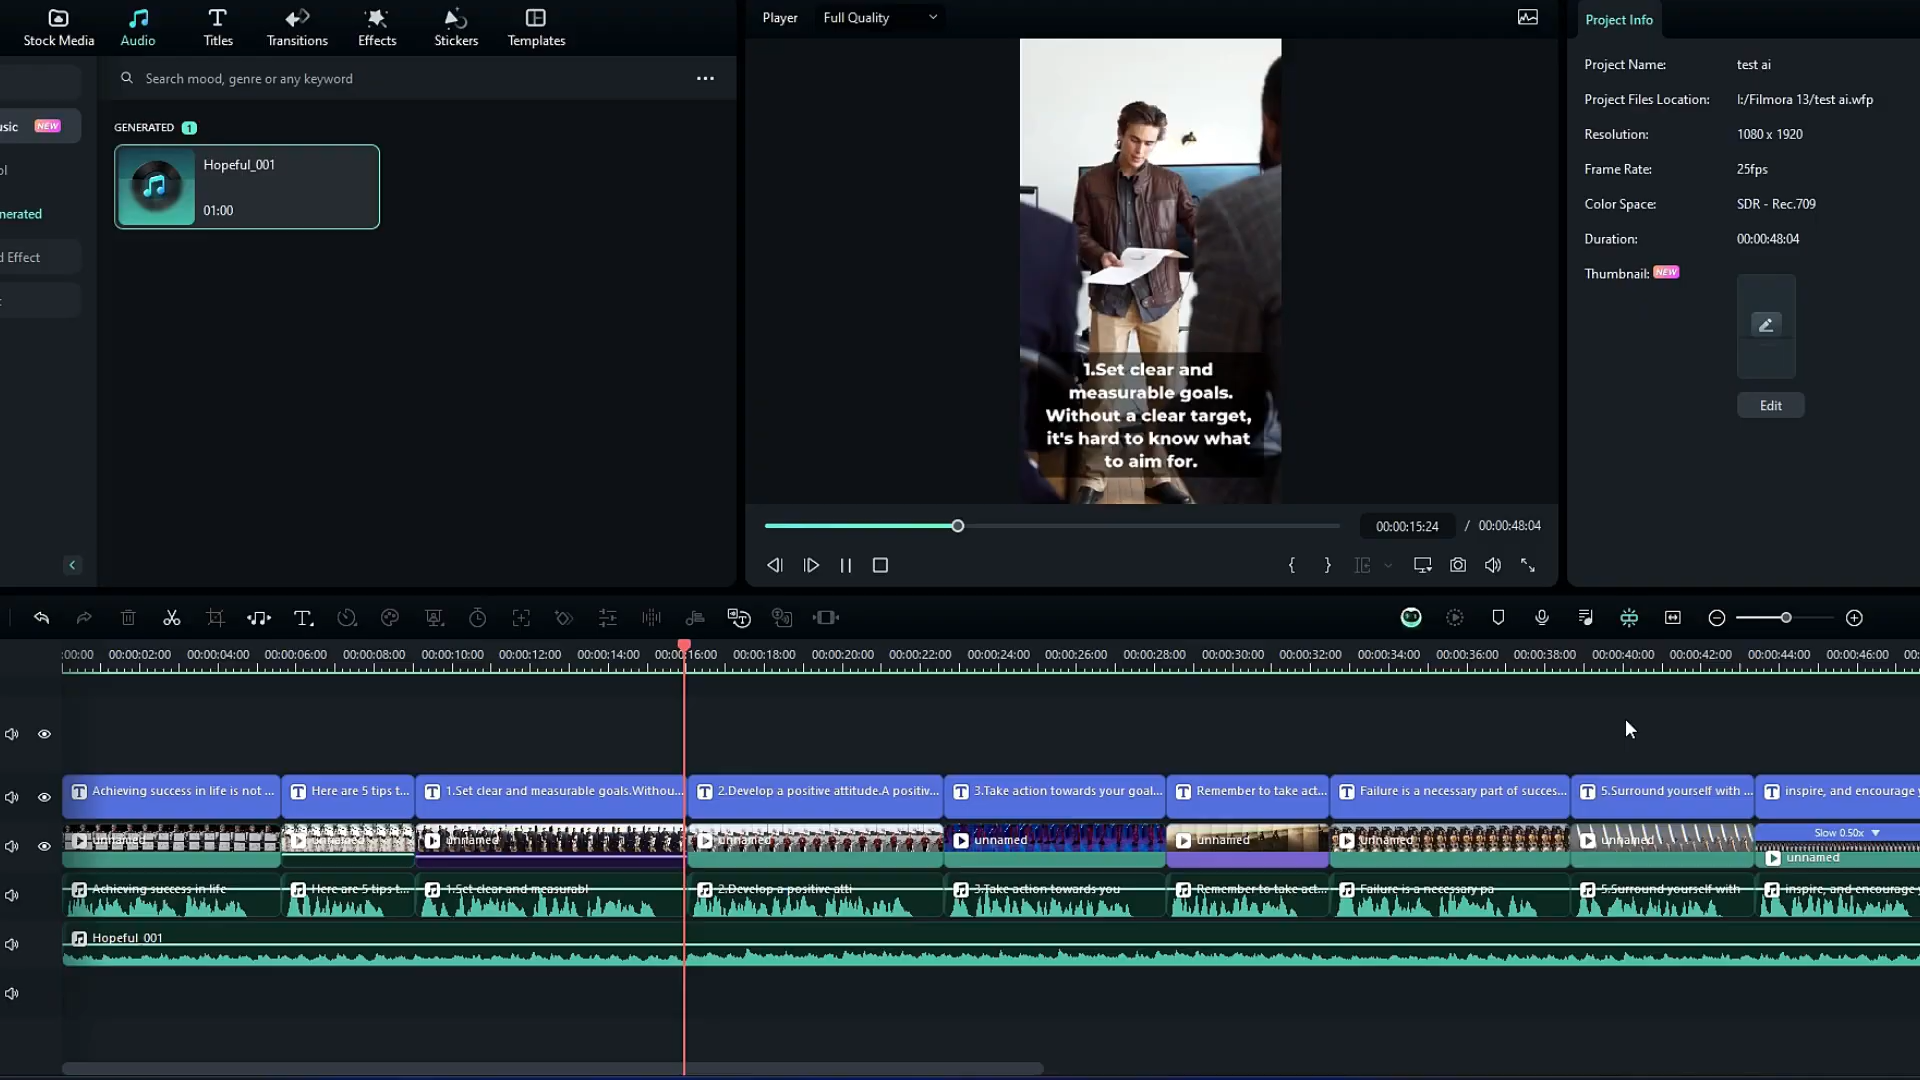 Stock Media
Audio
Titles
Transitions
Effects
Stickers
Templates
Search mood, genre or any keyword
usic NEW
ol
nerated
d Effect
t
GENERATED 1
Hopeful_001
01:00
Player Full Quality
1.Set clear and
measurable goals.
Without a clear target,
it's hard to know what
to aim for.
00:00:15:24 / 00:00:48:04
Project Info
Project Name: test ai
Project Files Location: I:/Filmora 13/test ai.wfp
Resolution: 1080 x 1920
Frame Rate: 25fps
Color Space: SDR - Rec.709
Duration: 00:00:48:04
Thumbnail: NEW
Edit
:00:00 00:00:02:00 00:00:04:00 00:00:06:00 00:00:08:00 00:00:10:00 00:00:12:00 00:00:14:00 00:00:16:00 00:00:18:00 00:00:20:00 00:00:22:00 00:00:24:00 00:00:26:00 00:00:28:00 00:00:30:00 00:00:32:00 00:00:34:00 00:00:36:00 00:00:38:00 00:00:40:00 00:00:42:00 00:00:44:00 00:00:46:00 00:
Achieving success in life is not ... Here are 5 tips t... 1.Set clear and measurable goals.Withou... 2.Develop a positive attitude.A positiv... 3.Take action towards your goal... Remember to take act... Failure is a necessary part of succes... 5.Surround yourself with ... inspire, and encourage y
Slow 0.50x
unnamed unnamed unnamed unnamed unnamed unnamed unnamed unnamed unnamed
Achieving success in life Here are 5 tips t... 1.Set clear and measurabl 2.Develop a positive atti 3.Take action towards you Remember to take act... Failure is a necessary pa 5.Surround yourself with inspire, and encourage y
Hopeful_001